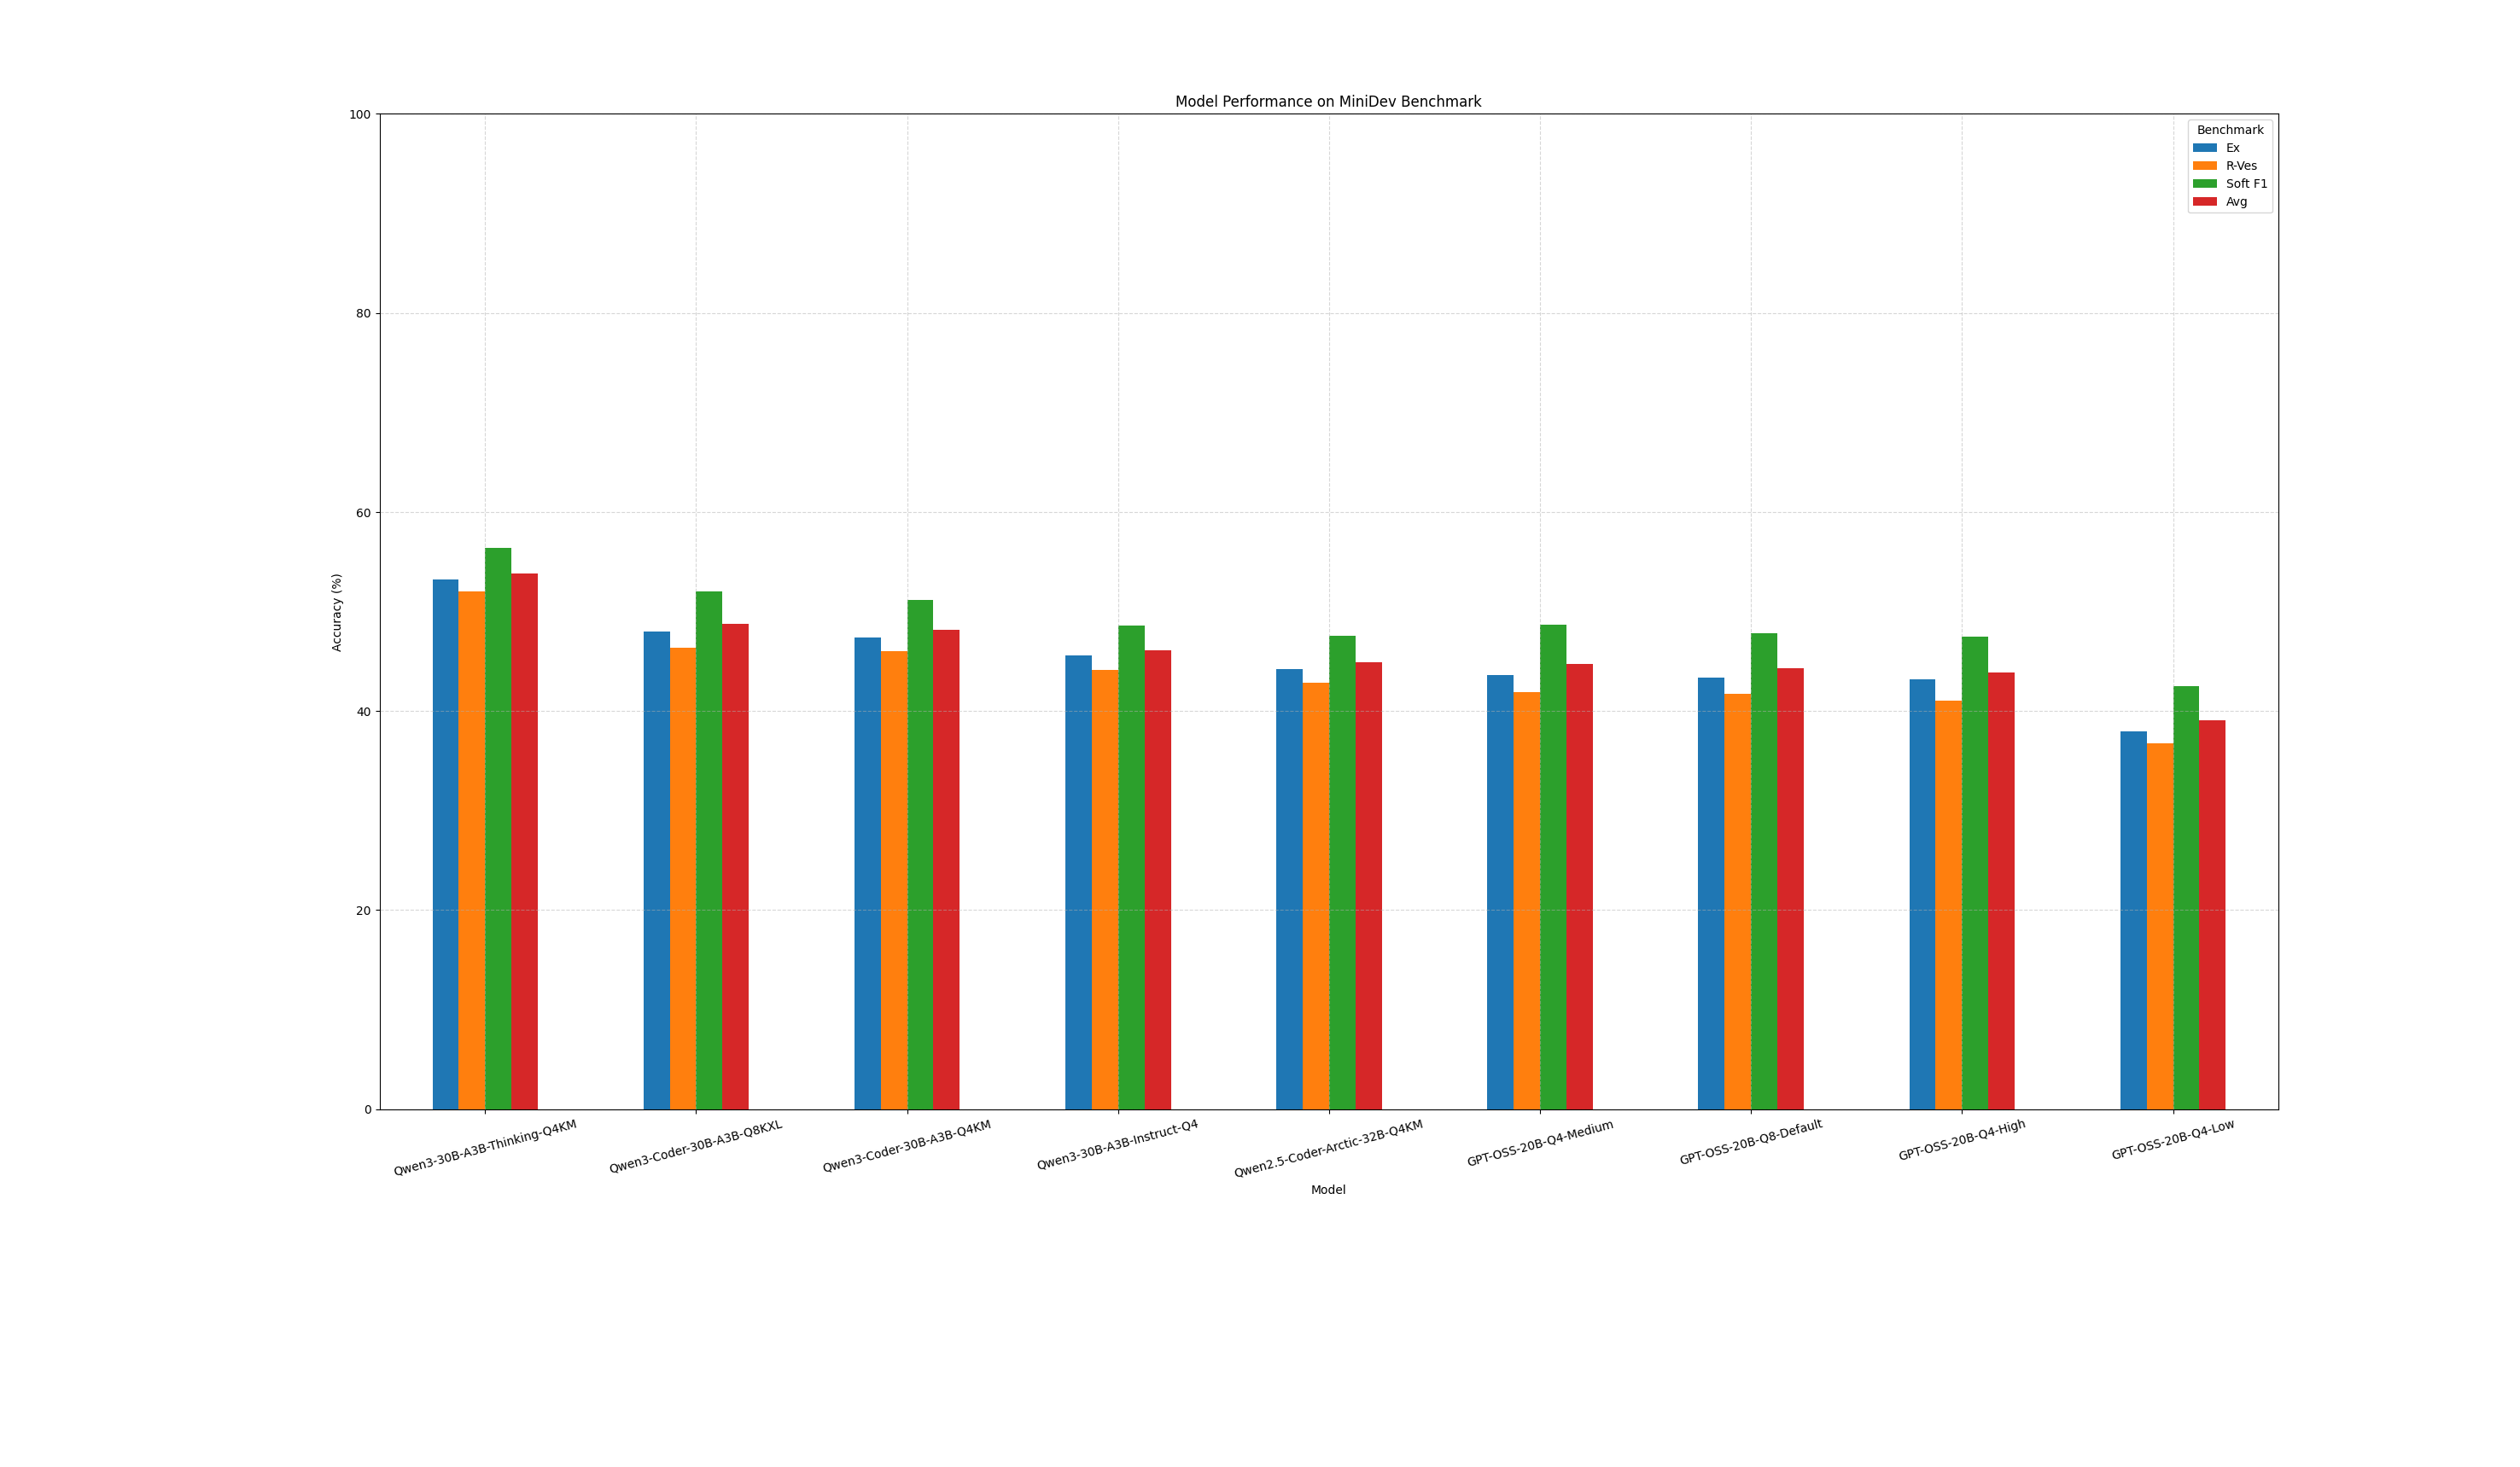 Model Performance on MiniDev Benchmark
Benchmark
Ex
R-Ves
Soft F1
Avg
Accuracy (%)
100
80
60
40
20
0
Qwen3-30B-A3B-Thinking-Q4KM
Qwen3-Coder-30B-A3B-Q8KXL
Qwen3-Coder-30B-A3B-Q4KM
Qwen3-30B-A3B-Instruct-Q4
Qwen2.5-Coder-Arctic-32B-Q4KM
GPT-OSS-20B-Q4-Medium
GPT-OSS-20B-Q8-Default
GPT-OSS-20B-Q4-High
GPT-OSS-20B-Q4-Low
Model